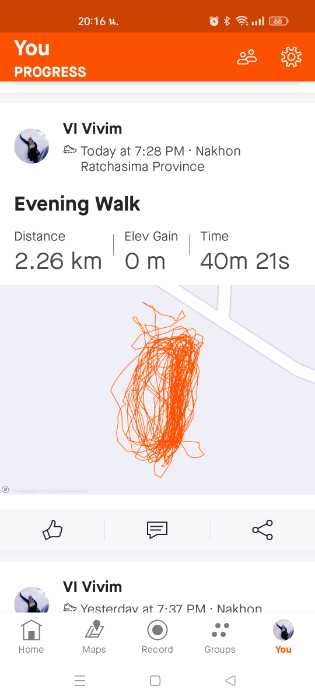 20:16 น.
You
PROGRESS
VI Vivim
Today at 7:28 PM · Nakhon
Ratchasima Province
Evening Walk
Distance
Elev Gain
Time
2.26 km
0 m
40m 21s
VI Vivim
Yesterday at 7:37 PM · Nakhon
Home
Maps
Record
Groups
You